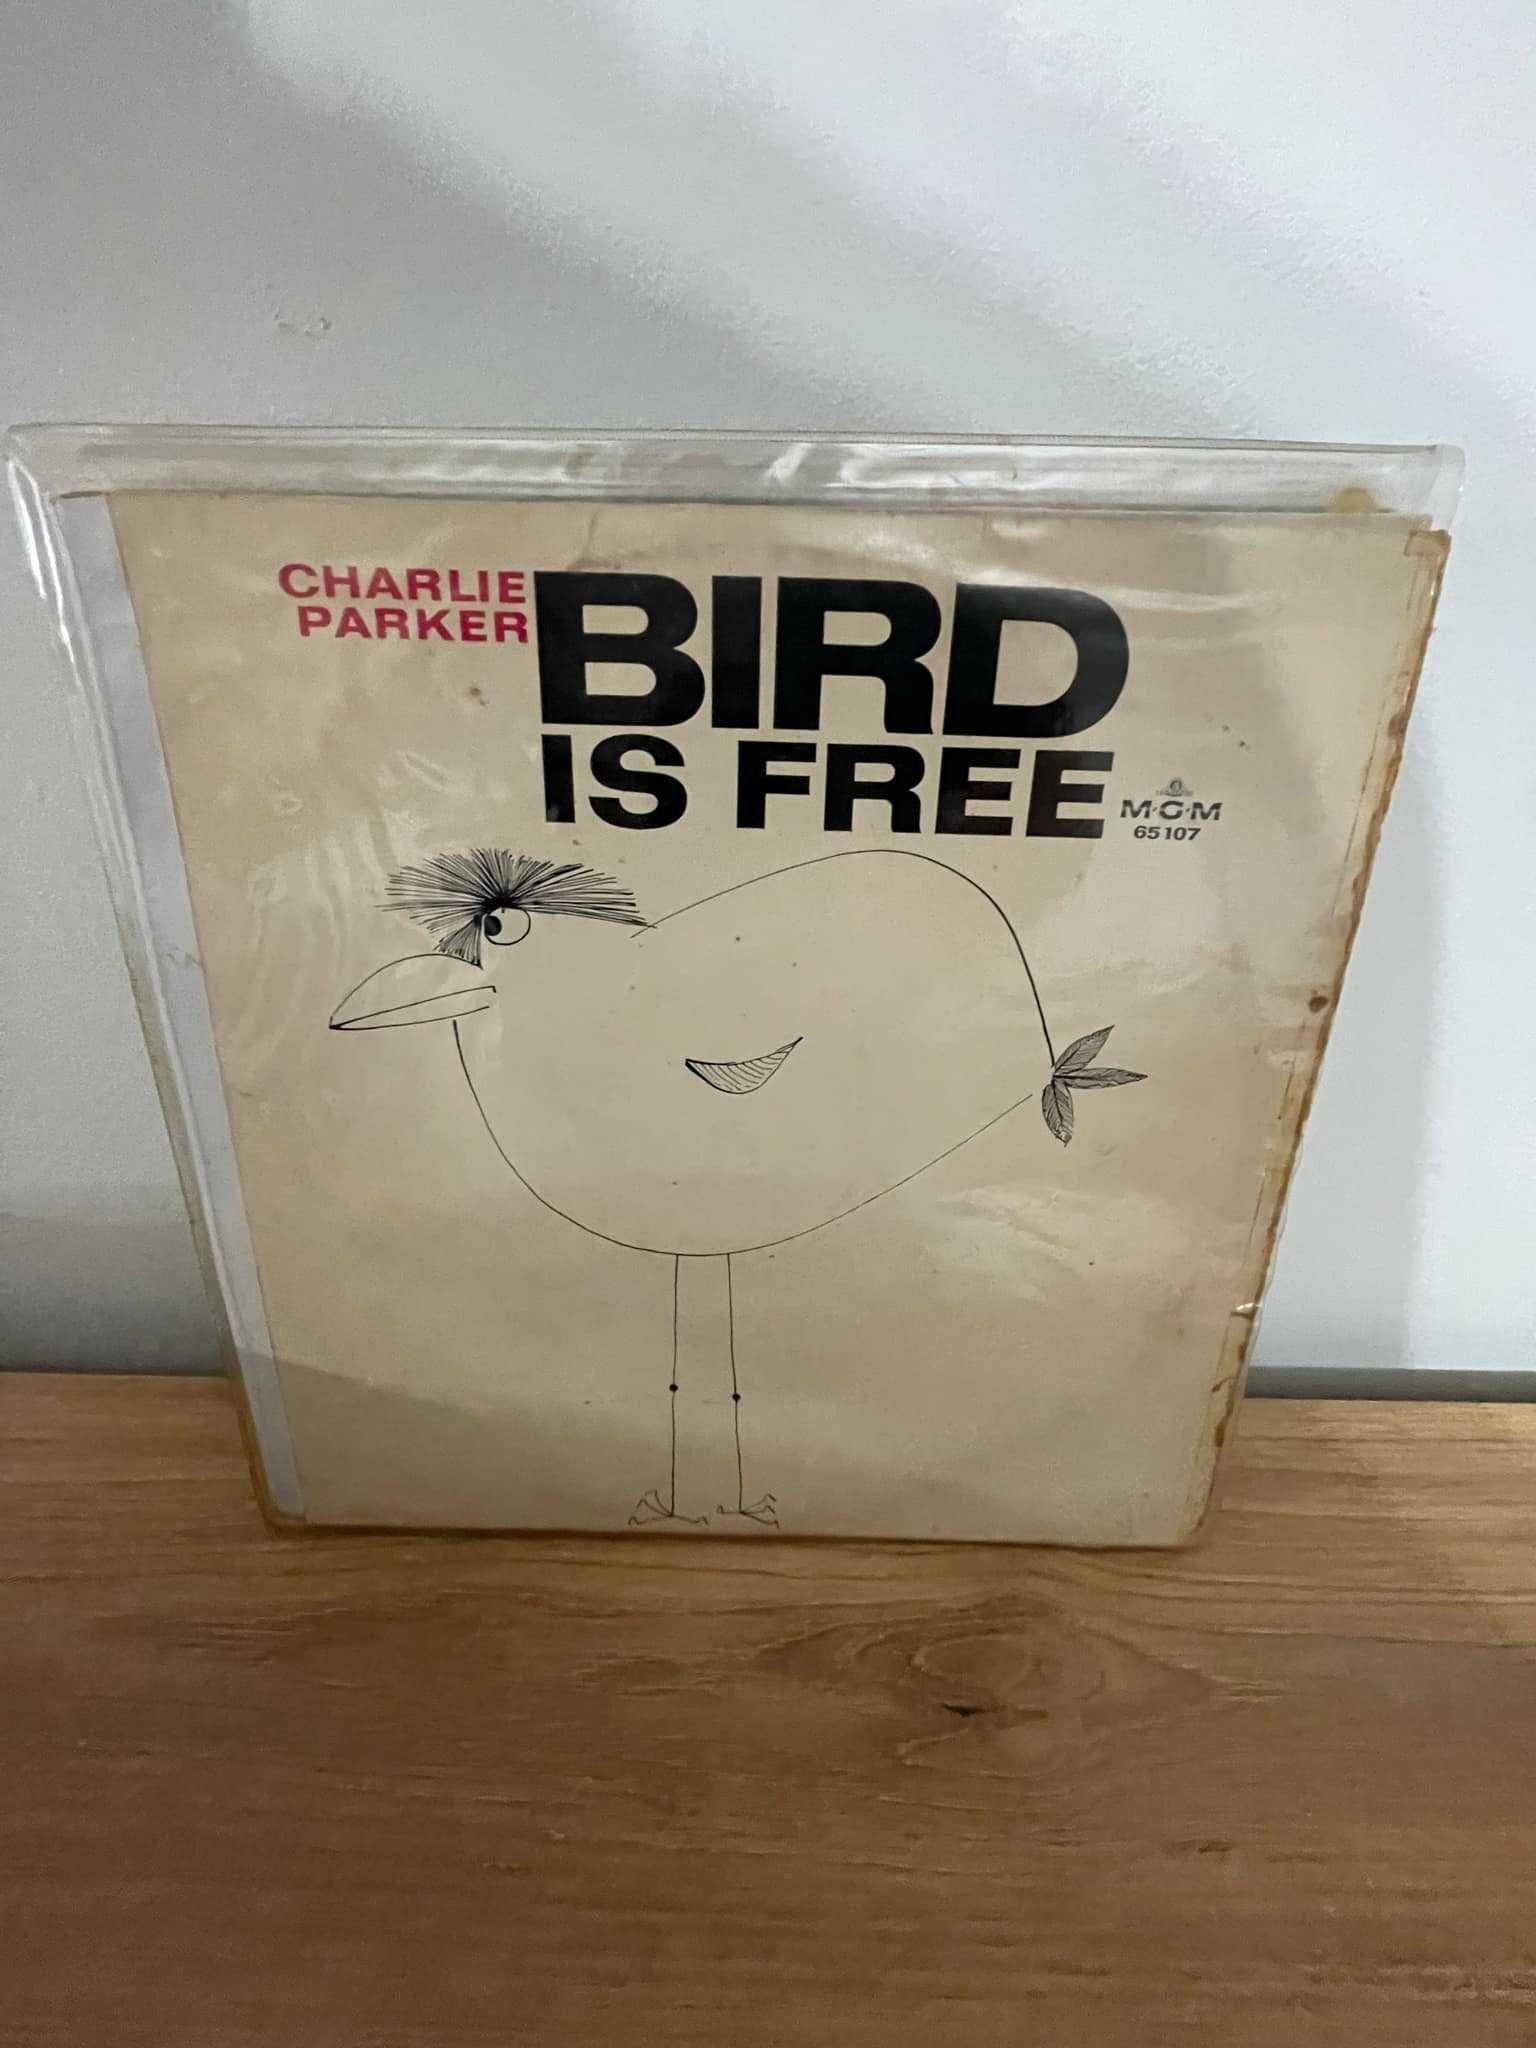 CHARLIE
PARKER
BIRD
IS FREE
M·G·M
65107